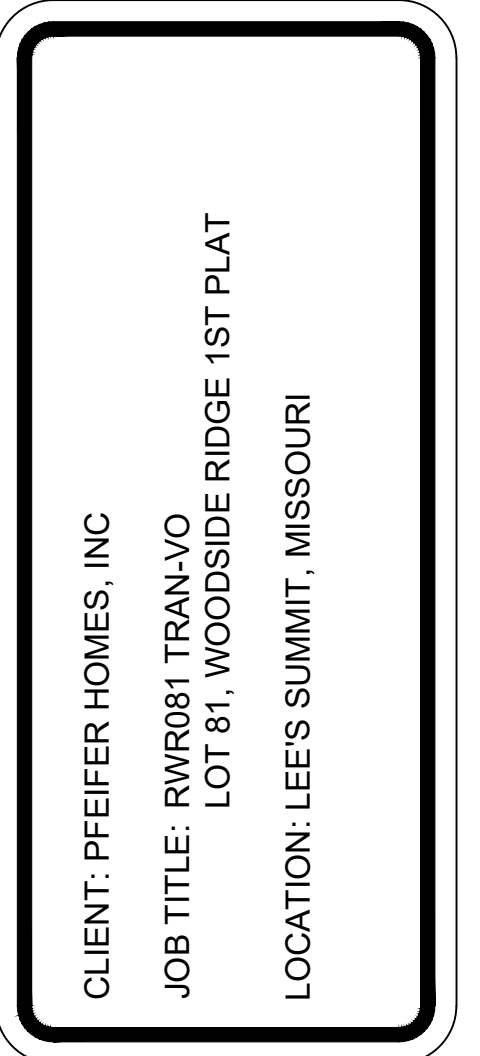 CLIENT: PFEIFER HOMES, INC
JOB TITLE: RWR081 TRAN-VO
LOT 81, WOODSIDE RIDGE 1ST PLAT
LOCATION: LEE'S SUMMIT, MISSOURI